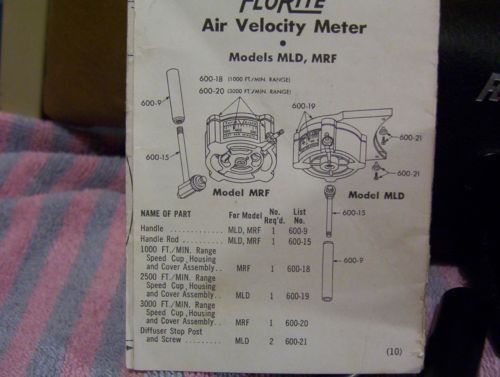 FLORITE
Air Velocity Meter
•
Models MLD, MRF
600-18 (1000 FT./MIN. RANGE)
600-20 (3000 FT./MIN. RANGE)
600-9
600-19
600-21
600-15
600-21
Model MRF
Model MLD
600-15
600-9
NAME OF PART For Model No. Req'd. List No.
Handle ........... MLD, MRF 1 600-9
Handle Rod ......... MLD, MRF 1 600-15
1000 FT./MIN. Range
Speed Cup, Housing
and Cover Assembly.. MRF 1 600-18
2500 FT./MIN. Range
Speed Cup, Housing
and Cover Assembly.. MLD 1 600-19
3000 FT./MIN. Range
Speed Cup, Housing
and Cover Assembly.. MRF 1 600-20
Diffuser Stop Post
and Screw ........ MLD 2 600-21
(10)